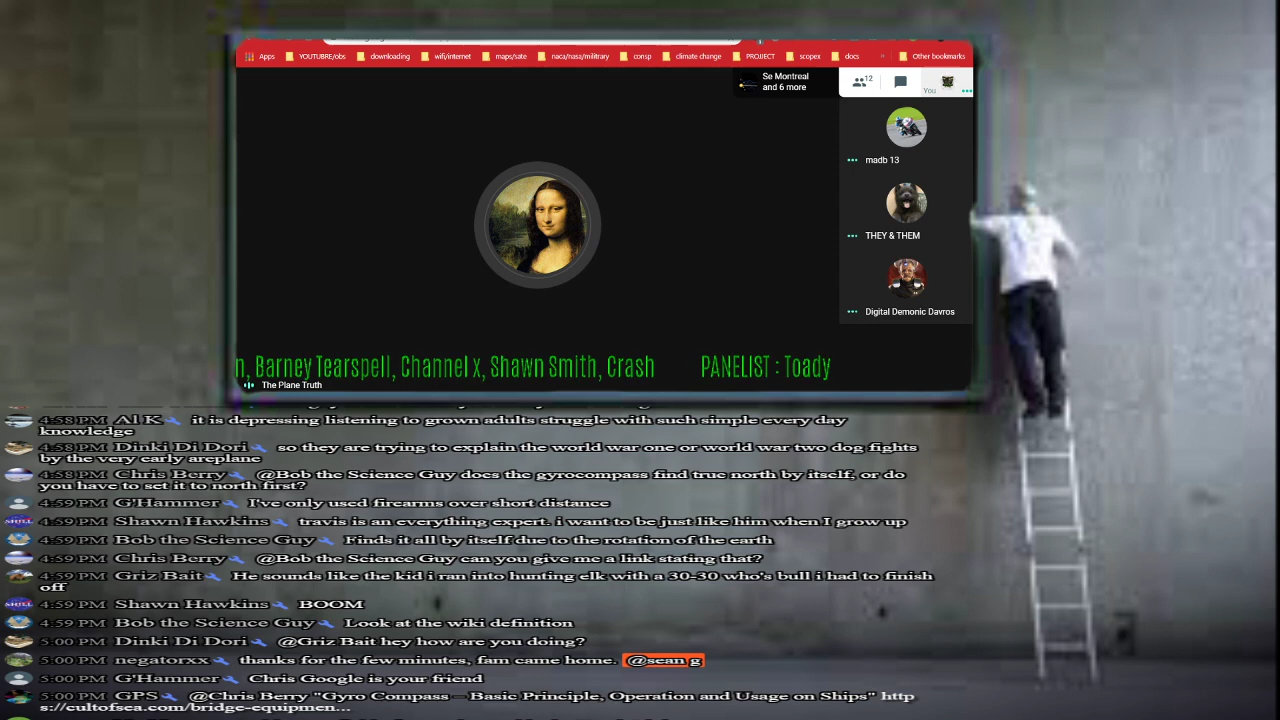 Apps YOUTUBRE/obs downloading wifi/internet maps/sate naca/nasa/militrary consp climate change PROJECT scopex docs Other bookmarks
Se Montreal
and 6 more
12
You
madb 13
THEY & THEM
Digital Demonic Davros
n, Barney Tearspell, Channel x, Shawn Smith, Crash PANELIST : Toady
The Plane Truth
4:58 PM Al K it is depressing listening to grown adults struggle with such simple every day
knowledge
4:58 PM Dinki Di Dori so they are trying to explain the world war one or world war two dog fights
by the very early areplane
4:58 PM Chris Berry @Bob the Science Guy does the gyrocompass find true north by itself, or do
you have to set it to north first?
4:59 PM G'Hammer I've only used firearms over short distance
4:59 PM Shawn Hawkins travis is an everything expert. i want to be just like him when I grow up
4:59 PM Bob the Science Guy Finds it all by itself due to the rotation of the earth
4:59 PM Chris Berry @Bob the Science Guy can you give me a link stating that?
4:59 PM Griz Bait He sounds like the kid i ran into hunting elk with a 30-30 who's bull i had to finish
off
4:59 PM Shawn Hawkins BOOM
4:59 PM Bob the Science Guy Look at the wiki definition
5:00 PM Dinki Di Dori @Griz Bait hey how are you doing?
5:00 PM negatorxx thanks for the few minutes, fam came home. @sean g
5:00 PM G'Hammer Chris Google is your friend
5:00 PM GPS @Chris Berry "Gyro Compass – Basic Principle, Operation and Usage on Ships" http
s://cultofsea.com/bridge-equipmen...